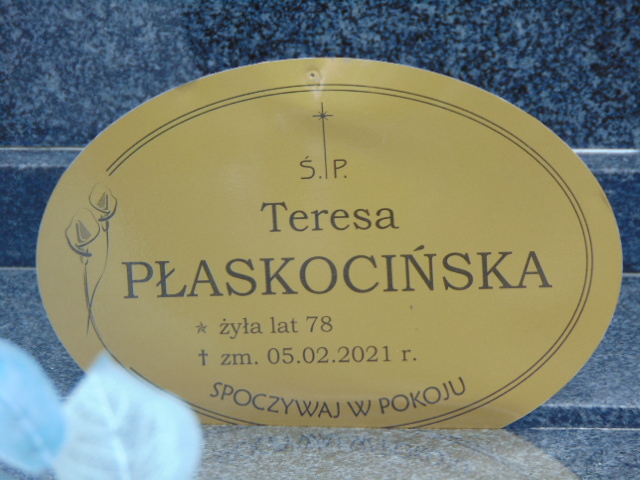 Ś.P.
Teresa
PŁASKOCIŃSKA
* żyła lat 78
† zm. 05.02.2021 r.
SPOCZYWAJ W POKOJU